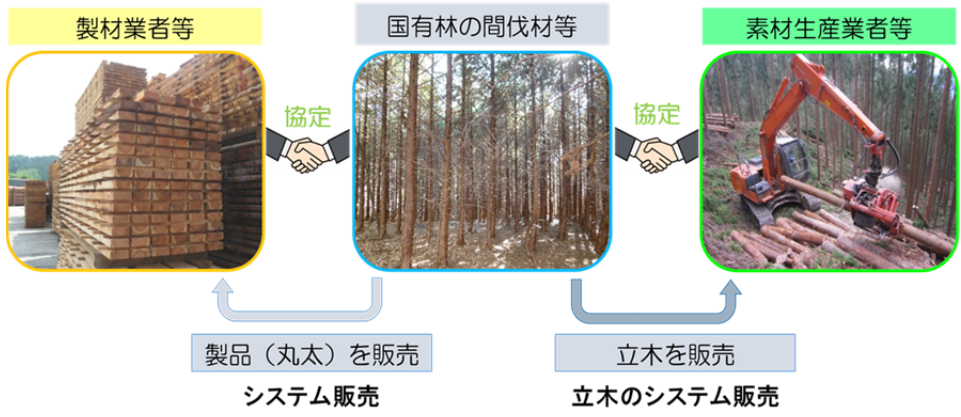 製材業者等
国有林の間伐材等
素材生産業者等
協定
協定
製品（丸太）を販売
立木を販売
システム販売
立木のシステム販売